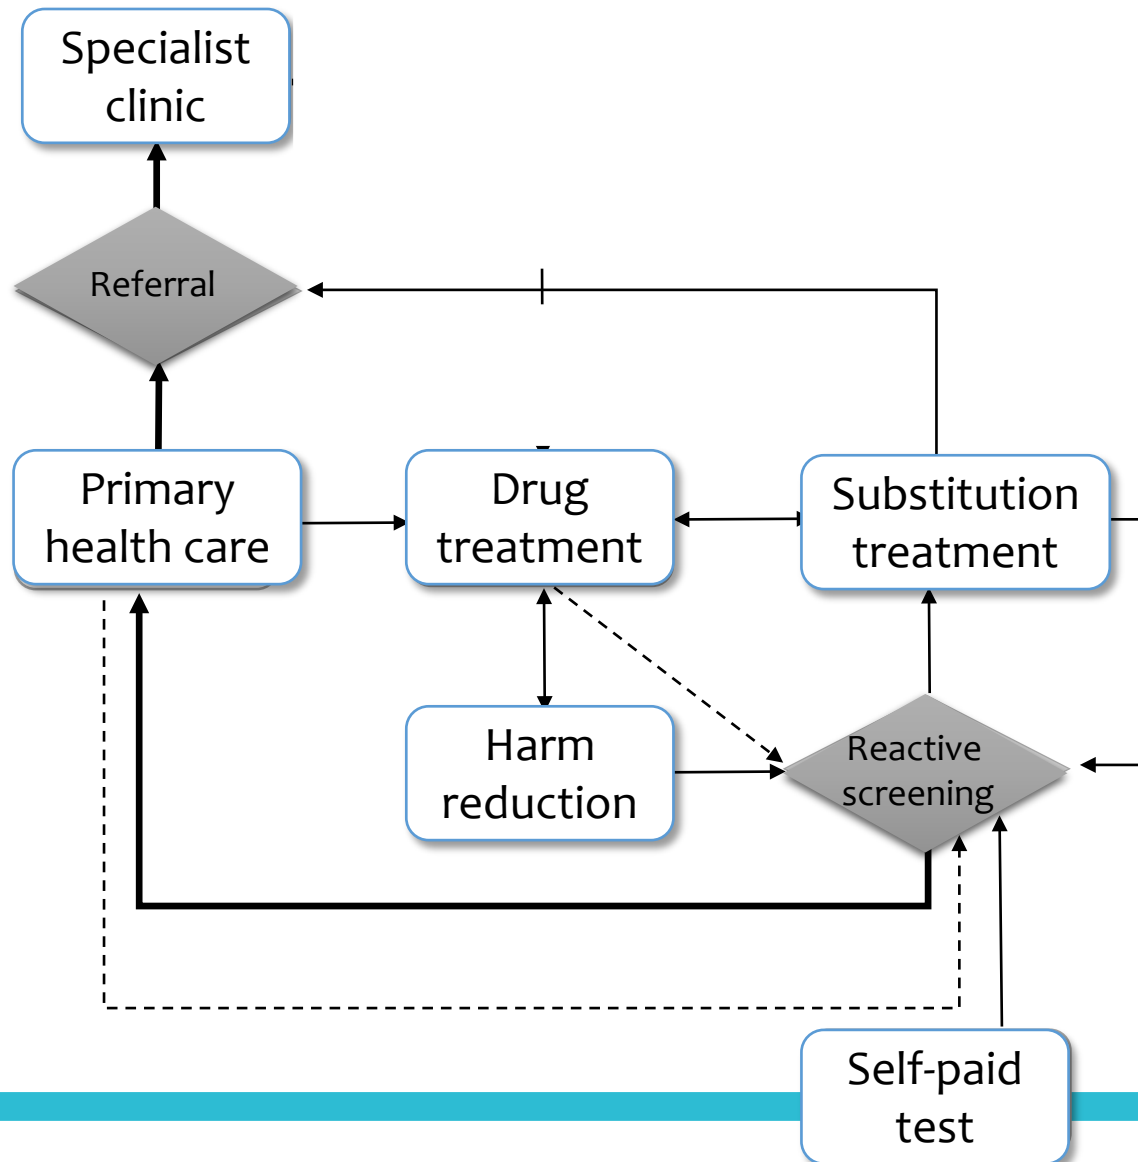 Specialist
clinic
Referral
Primary
health care
Drug
treatment
Substitution
treatment
Harm
reduction
Reactive
screening
Self-paid
test